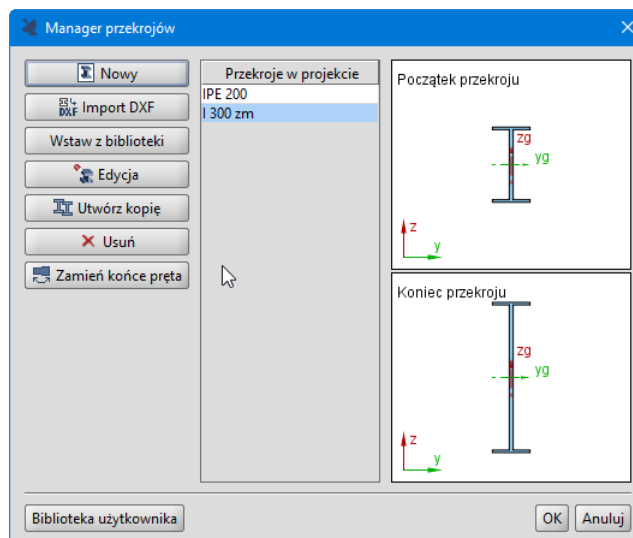 Manager przekrojów
Nowy
Import DXF
Wstaw z biblioteki
Edycja
Utwórz kopię
Usuń
Zamień końce pręta
Przekroje w projekcie
IPE 200
I 300 zm
Początek przekroju
zg
yg
z
y
Koniec przekroju
zg
yg
z
y
Biblioteka użytkownika
OK
Anuluj